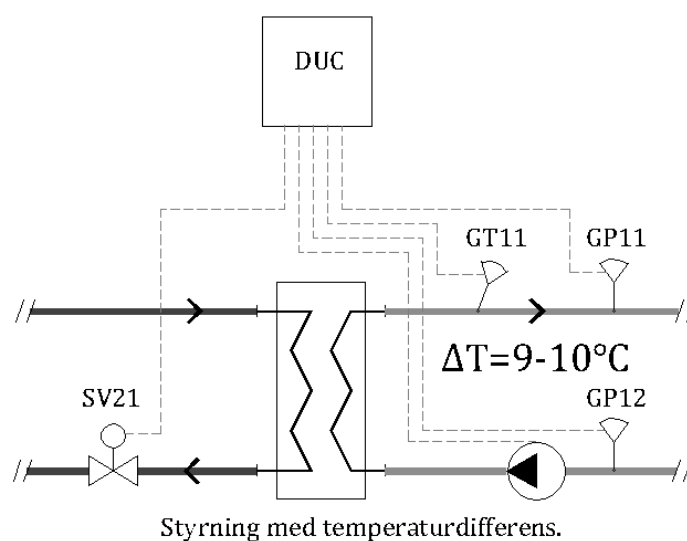 DUC
GT11
GP11
ΔT=9-10°C
SV21
GP12
Styrning med temperaturdifferens.